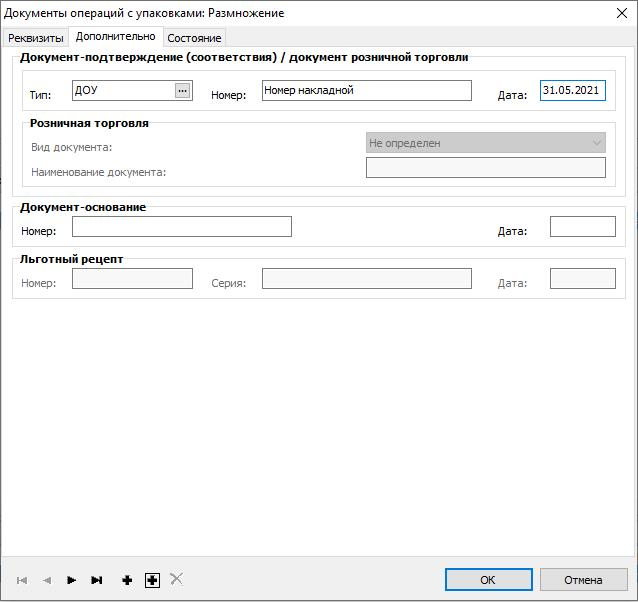 Документы операций с упаковками: Размножение
Реквизиты Дополнительно Состояние
Документ-подтверждение (соответствия) / документ розничной торговли
Тип: ДОУ ... Номер: Номер накладной Дата: 31.05.2021
Розничная торговля
Вид документа: Не определен
Наименование документа:
Документ-основание
Номер: Дата:
Льготный рецепт
Номер: Серия: Дата:
OK Отмена